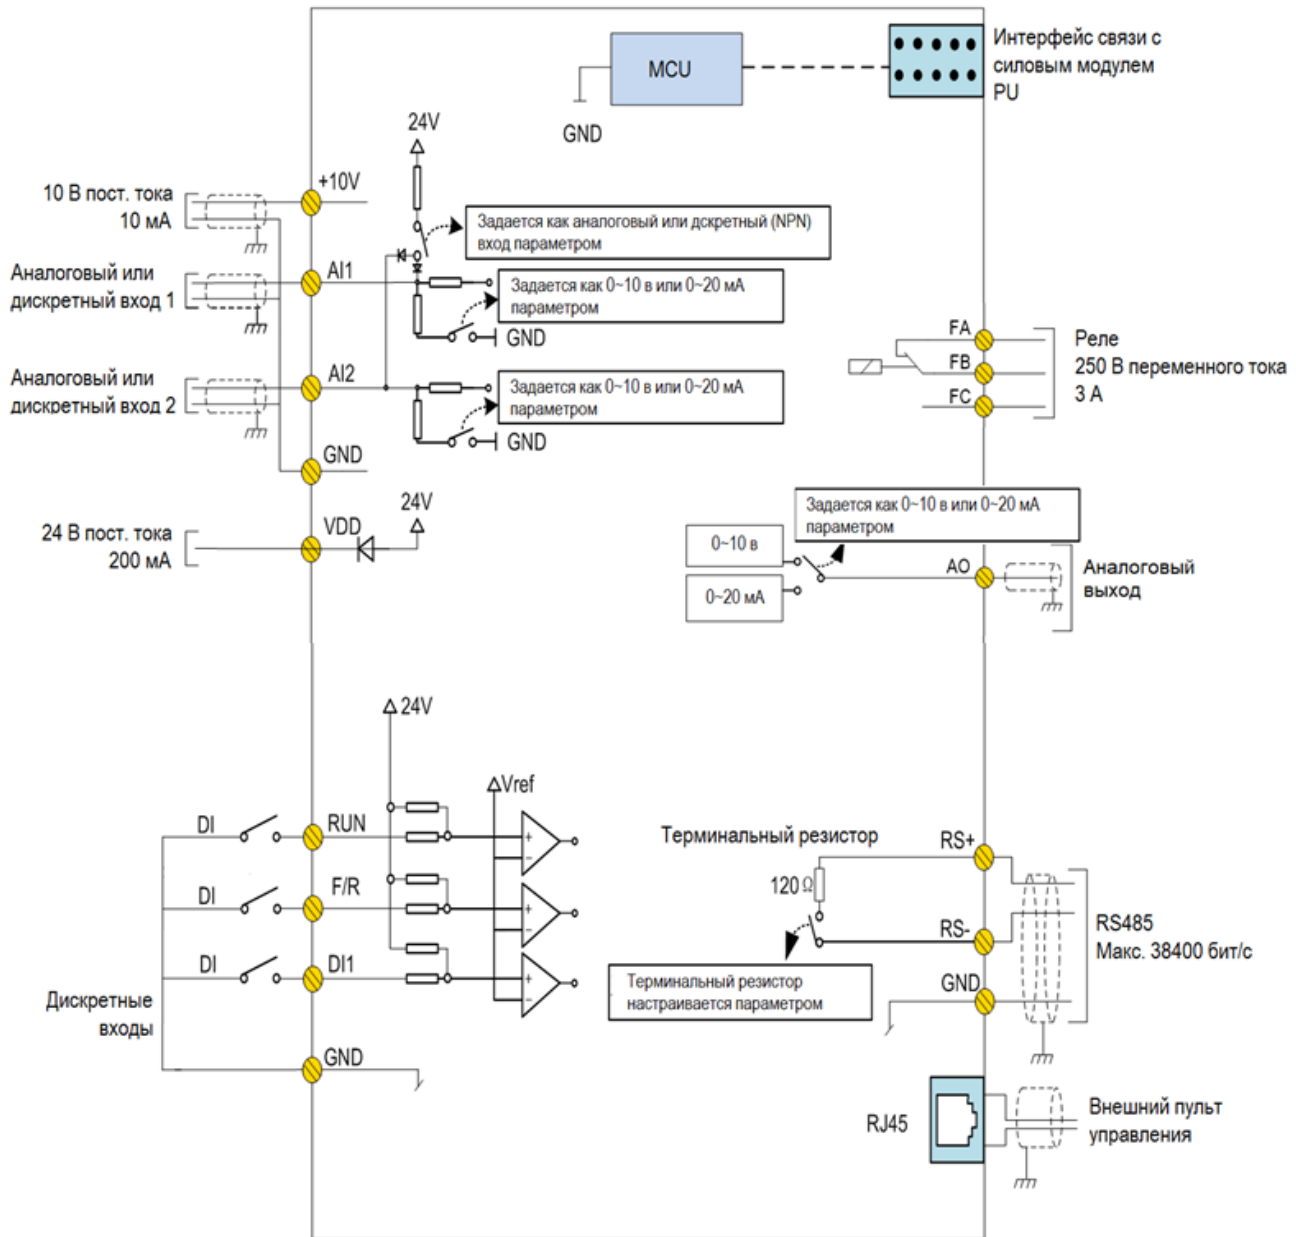 MCU
GND
Интерфейс связи с
силовым модулем
PU
24V
+10V
10 В пост. тока
10 мА
Задается как аналоговый или дскретный (NPN)
вход параметром
Аналоговый или
дискретный вход 1
AI1
Задается как 0~10 в или 0~20 мА
параметром
GND
Аналоговый или
дискретный вход 2
AI2
Задается как 0~10 в или 0~20 мА
параметром
GND
GND
FA
FB
FC
Реле
250 В переменного тока
3 А
24 В пост. тока
200 мА
VDD
24V
Задается как 0~10 в или 0~20 мА
параметром
0~10 в
0~20 мА
AO
Аналоговый
выход
24V
Vref
DI
RUN
DI
F/R
DI
DI1
Дискретные
входы
GND
Терминальный резистор
120 Ω
RS+
RS-
GND
Терминальный резистор
настраивается параметром
RS485
Макс. 38400 бит/с
RJ45
Внешний пульт
управления